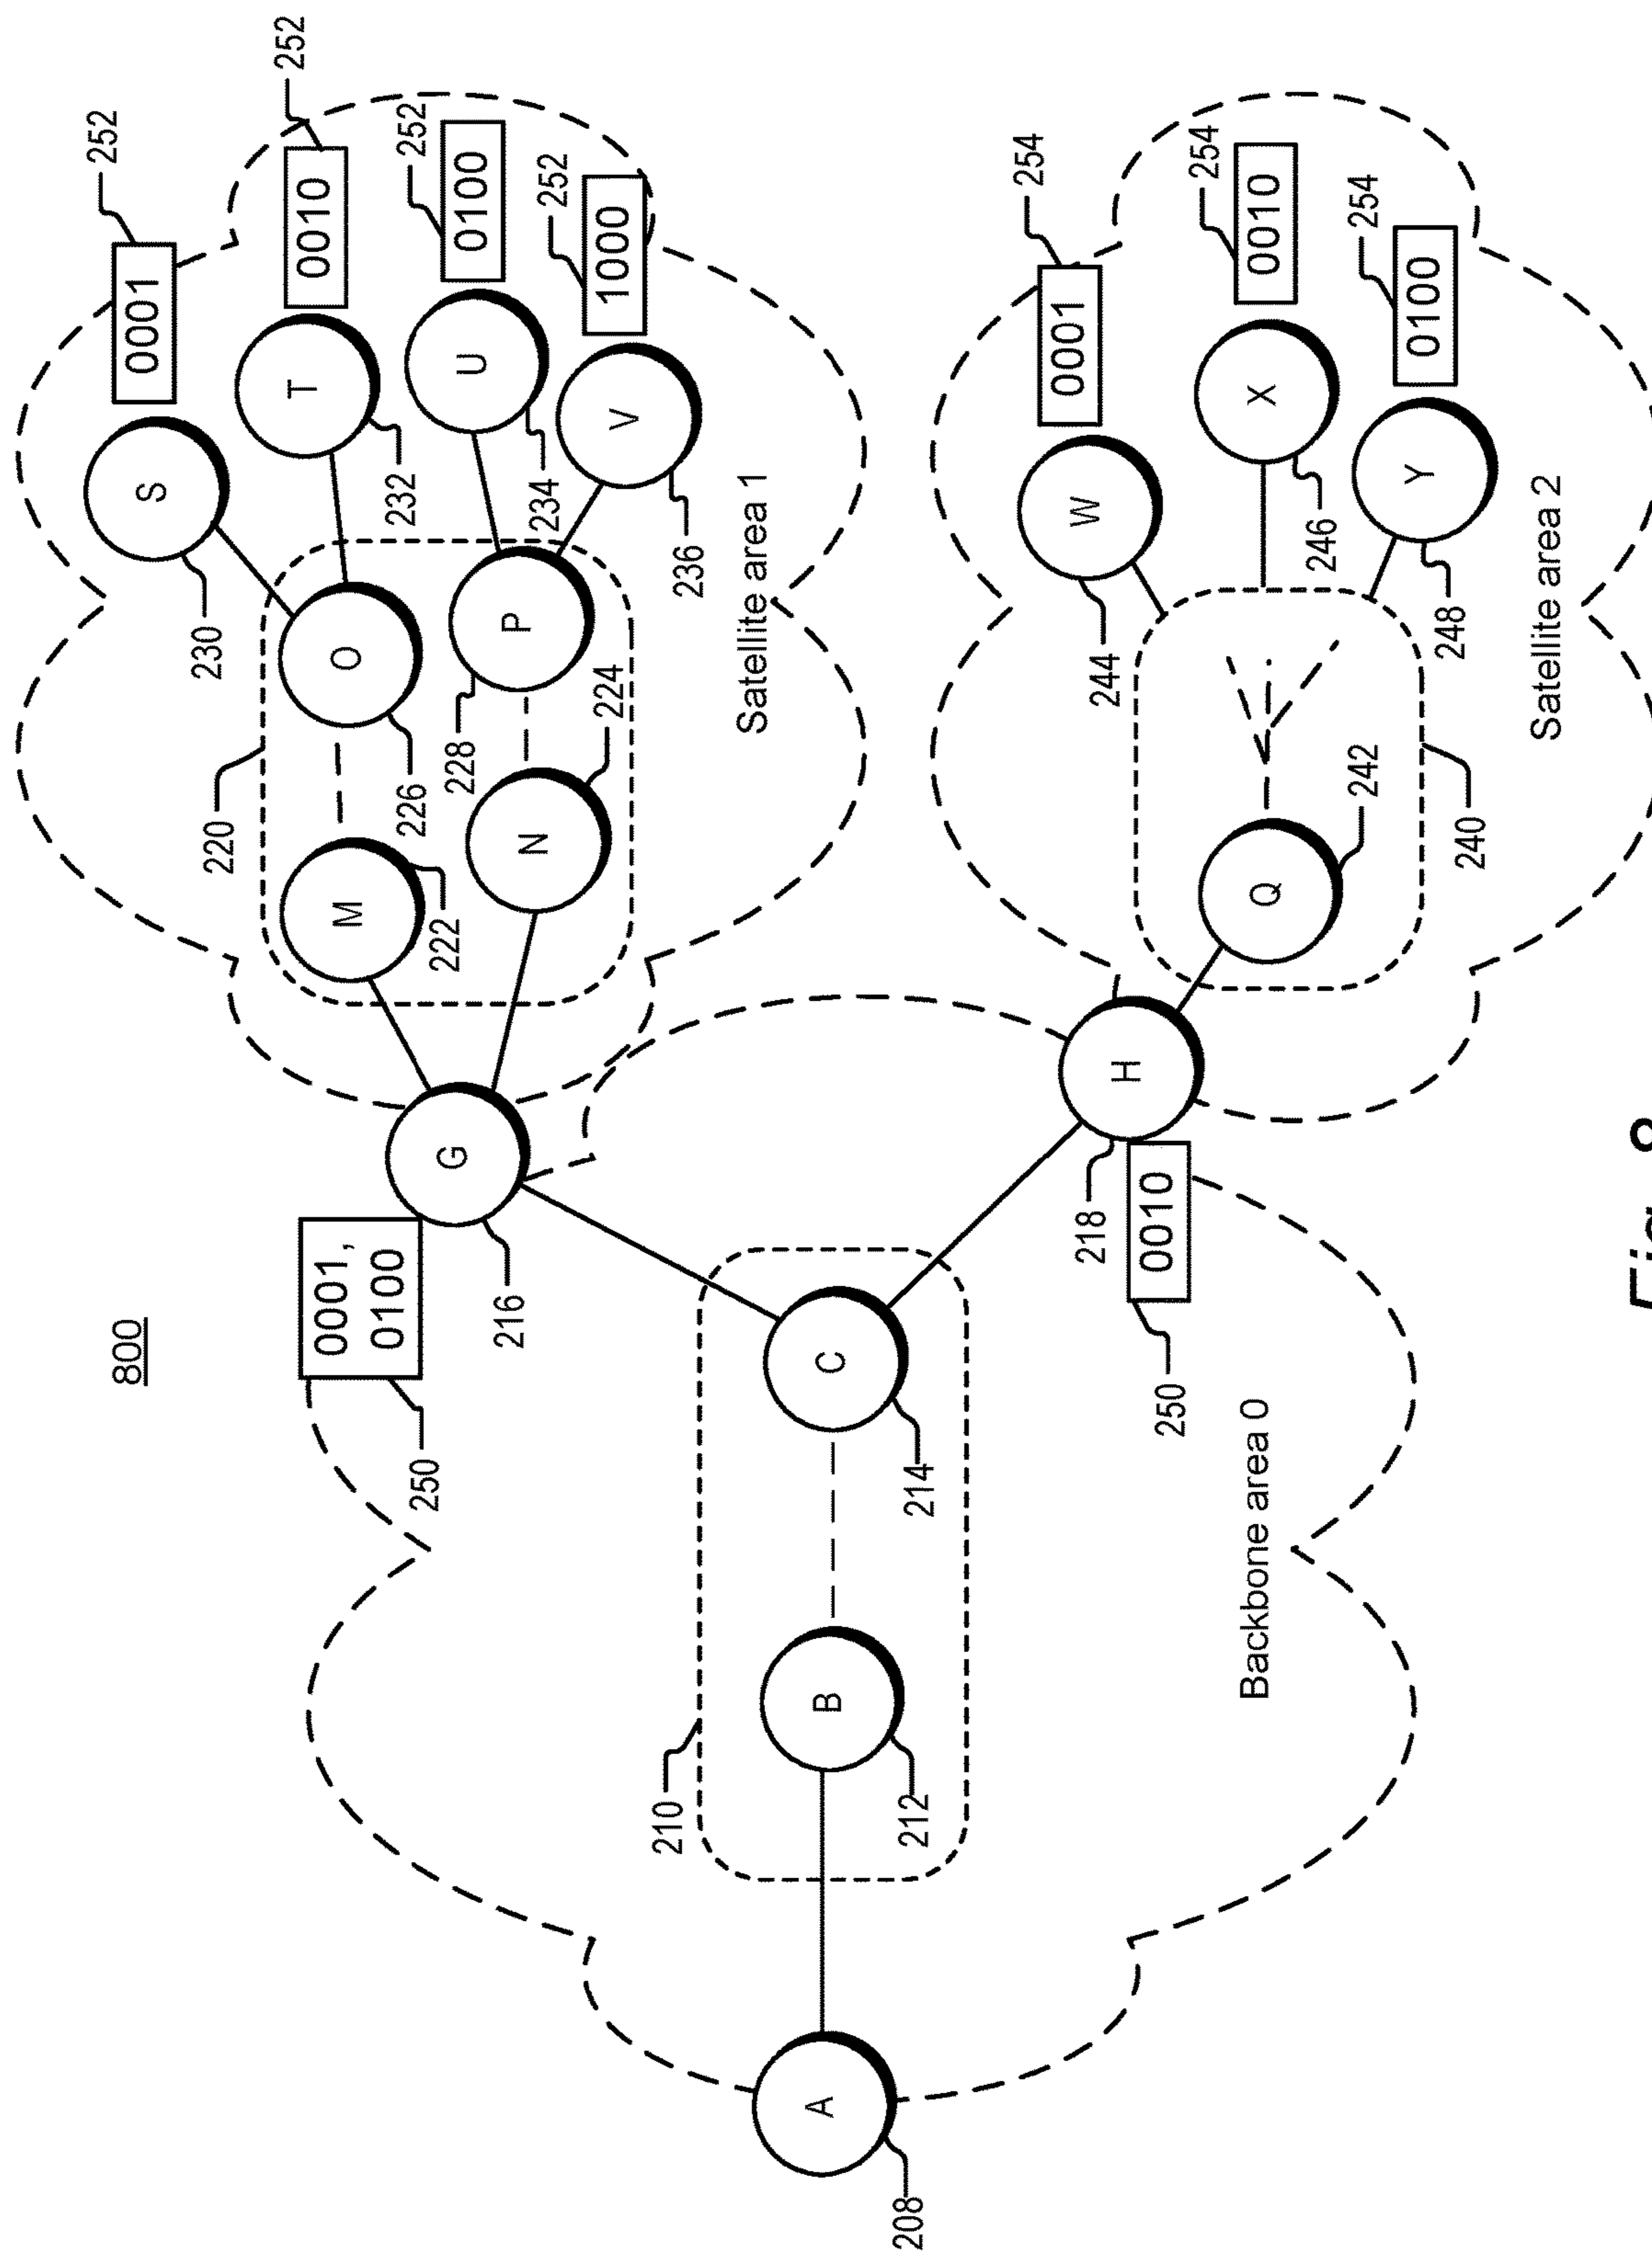 800
252
0001
252
0010
252
0100
252
1000
S
230
T
232
U
234
V
236
220
O
226
P
228
M
222
N
224
Satellite area 1
G
216
0001,
0100
250
H
218
0010
250
210
C
214
B
212
A
208
Backbone area 0
Q
242
240
W
244
0001
254
X
246
0010
254
Y
248
0100
254
Satellite area 2